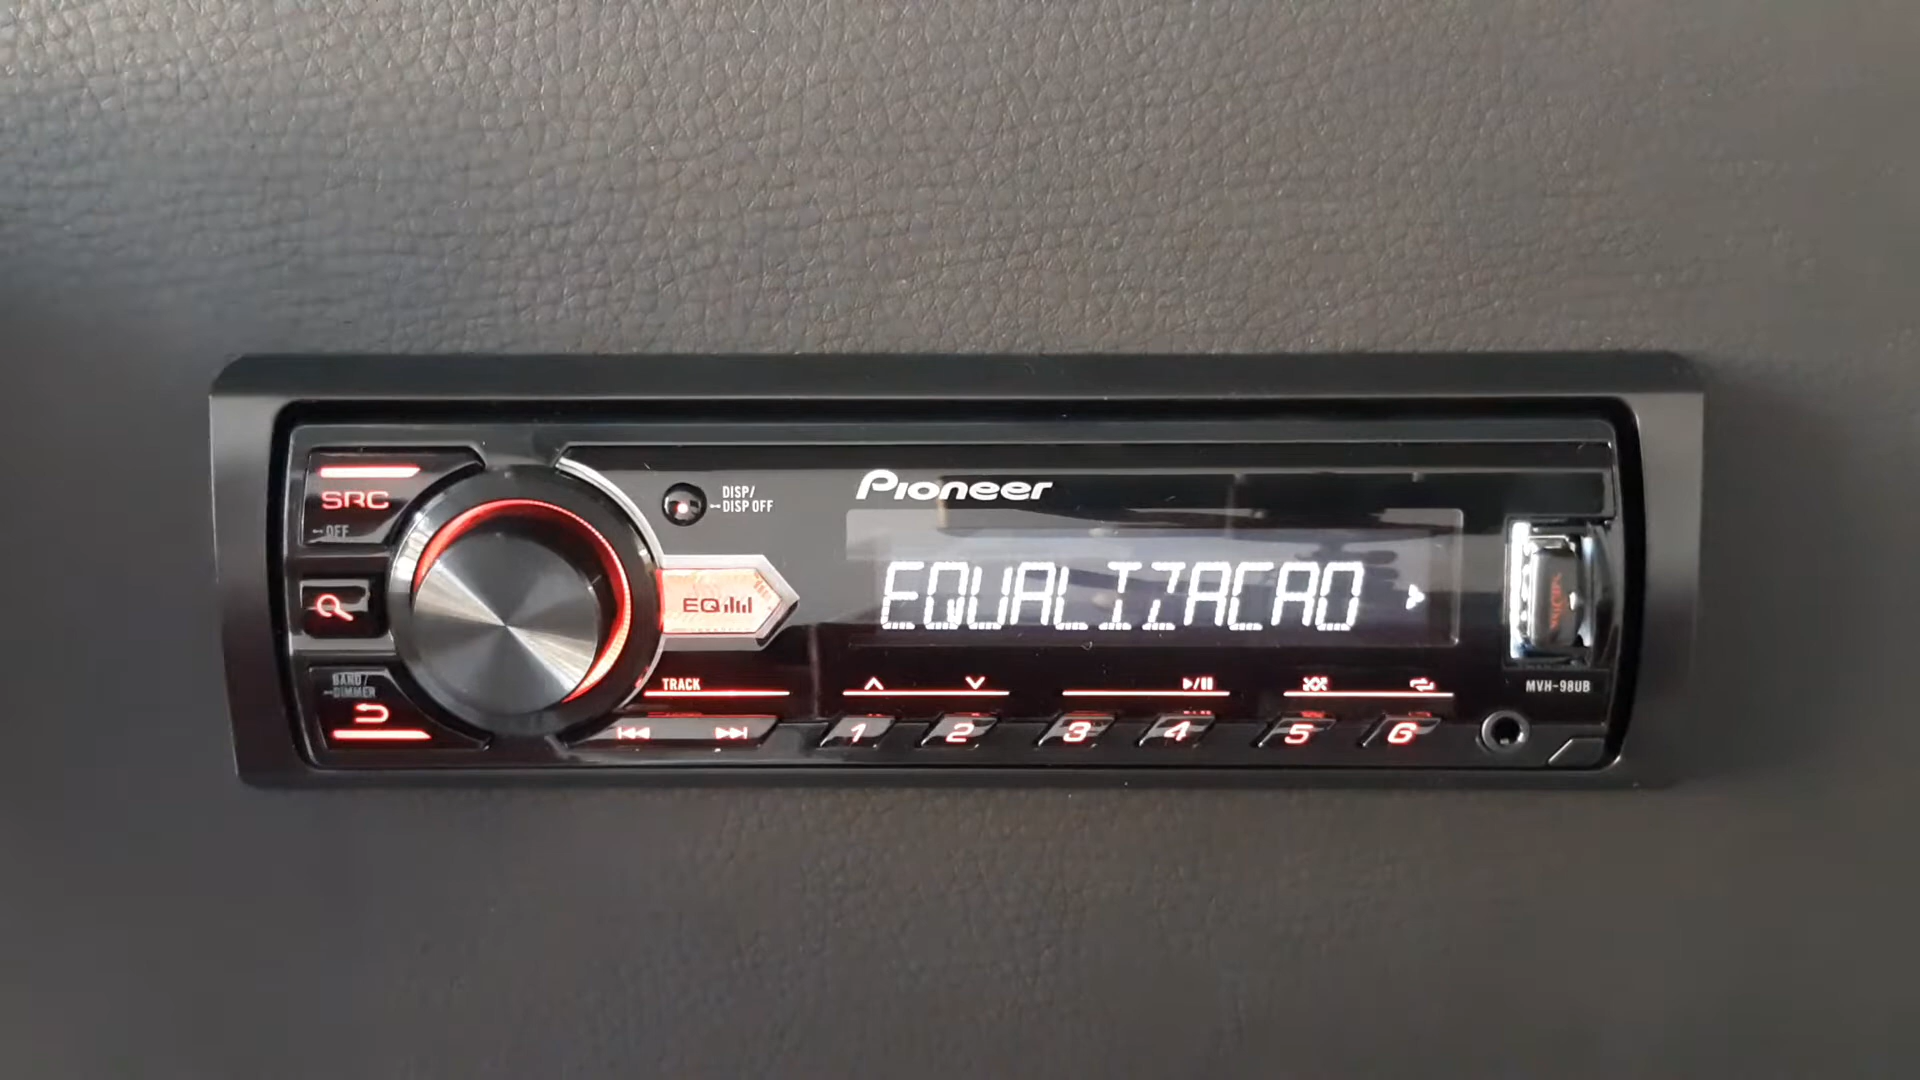 Pioneer
SRC
OFF
DISP/
DISP OFF
EQ
EQUALIZACAO
BAND/
DIMMER
TRACK
MVH-98UB
1 2 3 4 5 6